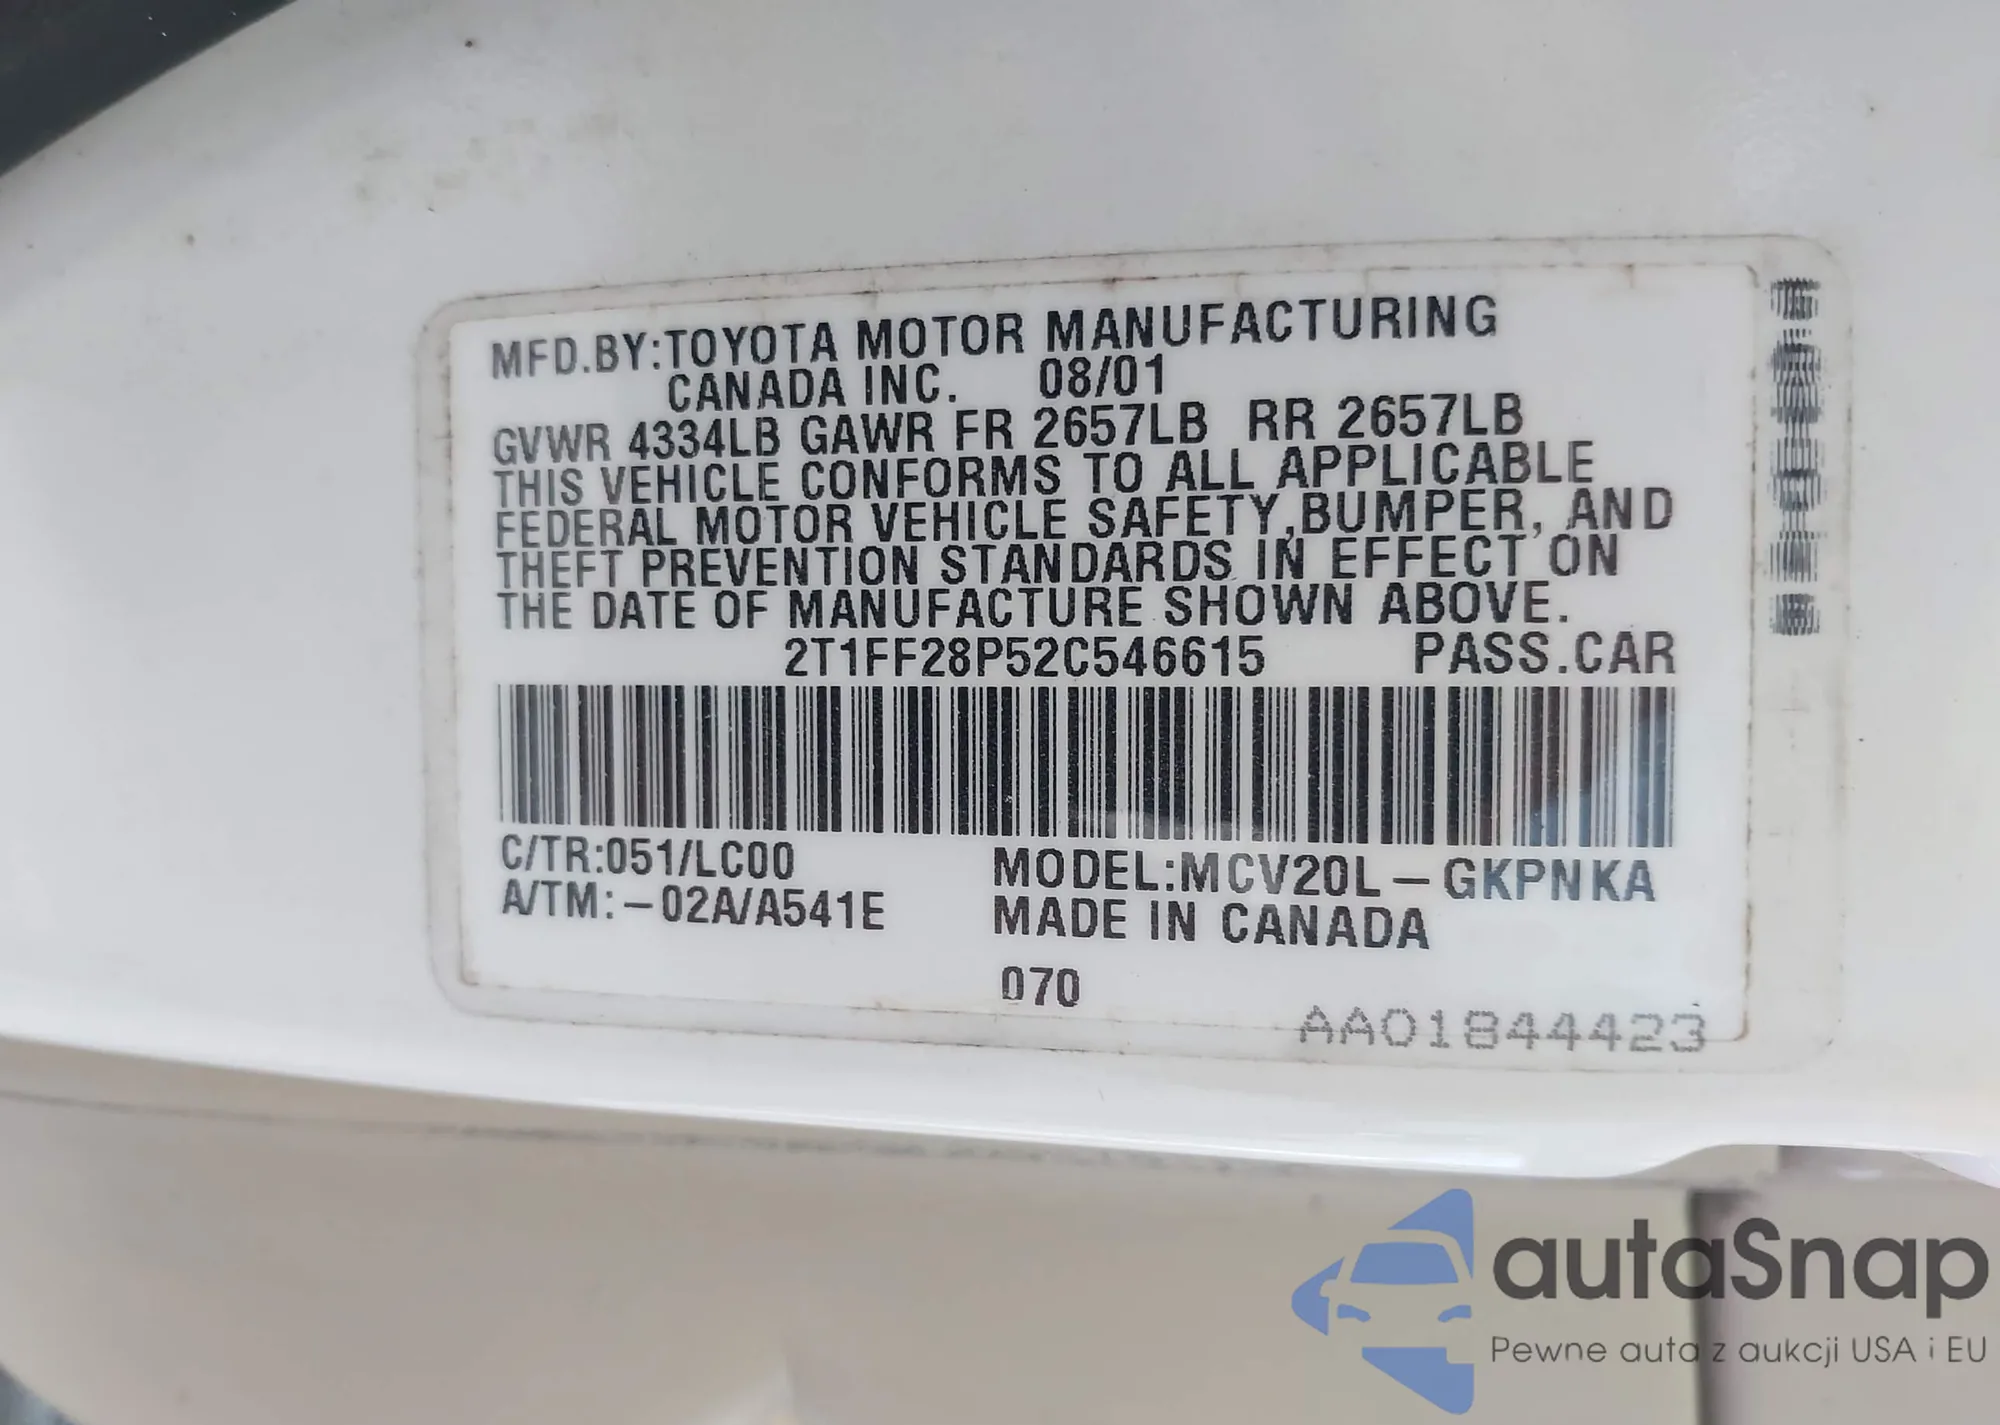 MFD.BY:TOYOTA MOTOR MANUFACTURING
CANADA INC. 08/01
GVWR 4334LB GAWR FR 2657LB RR 2657LB
THIS VEHICLE CONFORMS TO ALL APPLICABLE
FEDERAL MOTOR VEHICLE SAFETY,BUMPER, AND
THEFT PREVENTION STANDARDS IN EFFECT ON
THE DATE OF MANUFACTURE SHOWN ABOVE.
2T1FF28P52C546615 PASS.CAR
C/TR:051/LC00 MODEL:MCV20L-GKPNKA
A/TM:-02A/A541E MADE IN CANADA
070
AA01844423
autaSnap
Pewne auta z aukcji USA i EU